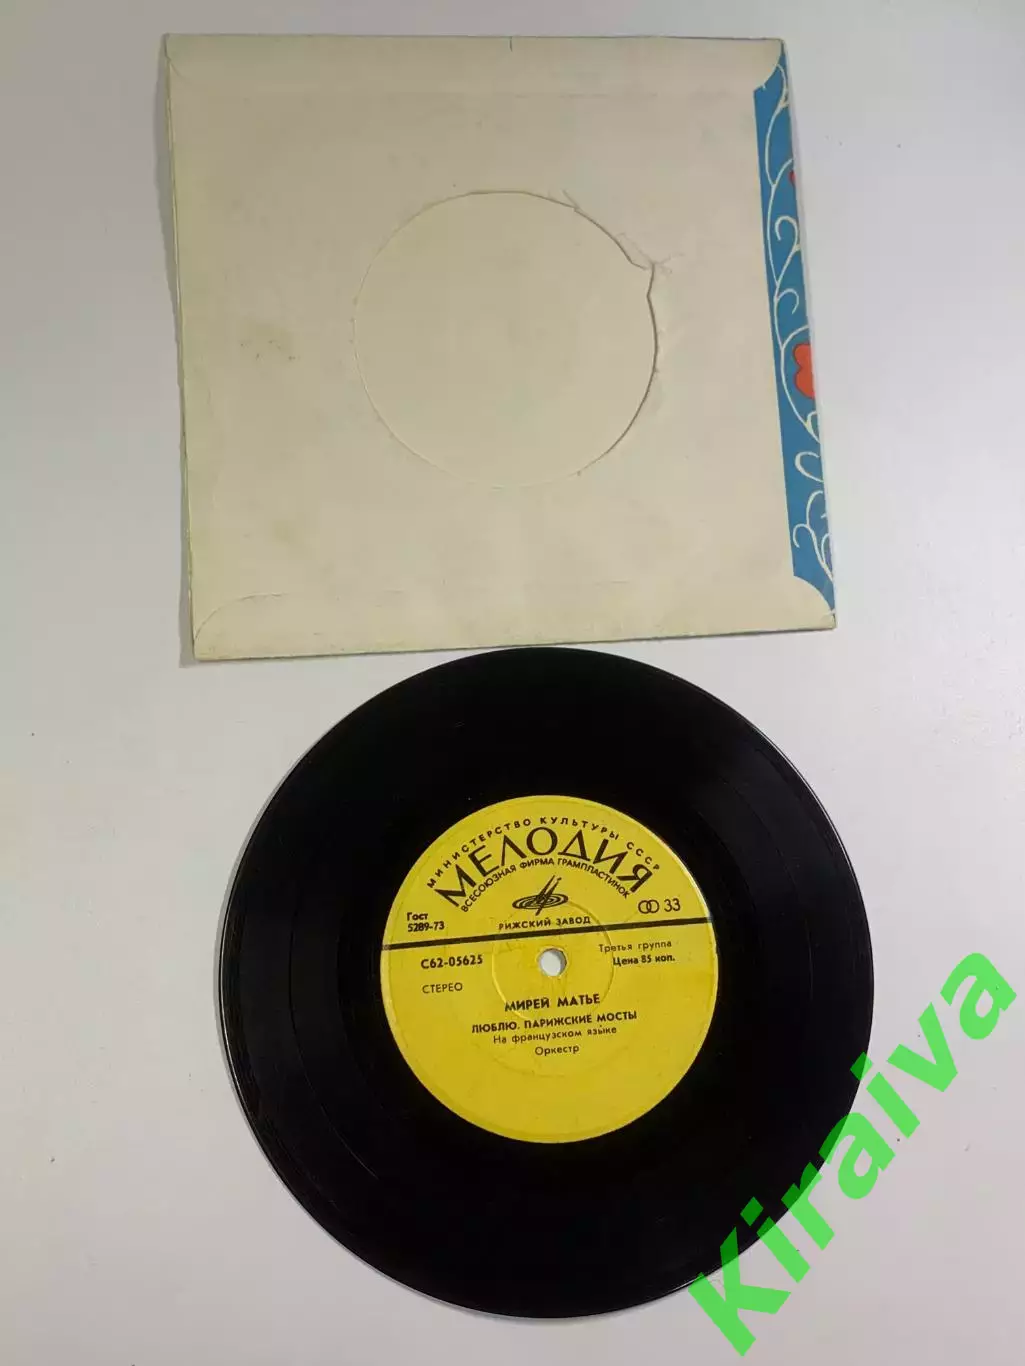 МИНИСТЕРСТВО КУЛЬТУРЫ СССР
МЕЛОДИЯ
ВСЕСОЮЗНАЯ ФИРМА ГРАМПЛАСТИНОК
Гост
5289-73
РИЖСКИЙ ЗАВОД
33
С62-05625
Третья группа
Цена 85 коп.
СТЕРЕО
МИРЕЙ МАТЬЕ
ЛЮБЛЮ. ПАРИЖСКИЕ МОСТЫ
На французском языке
Оркестр
Kiraiva